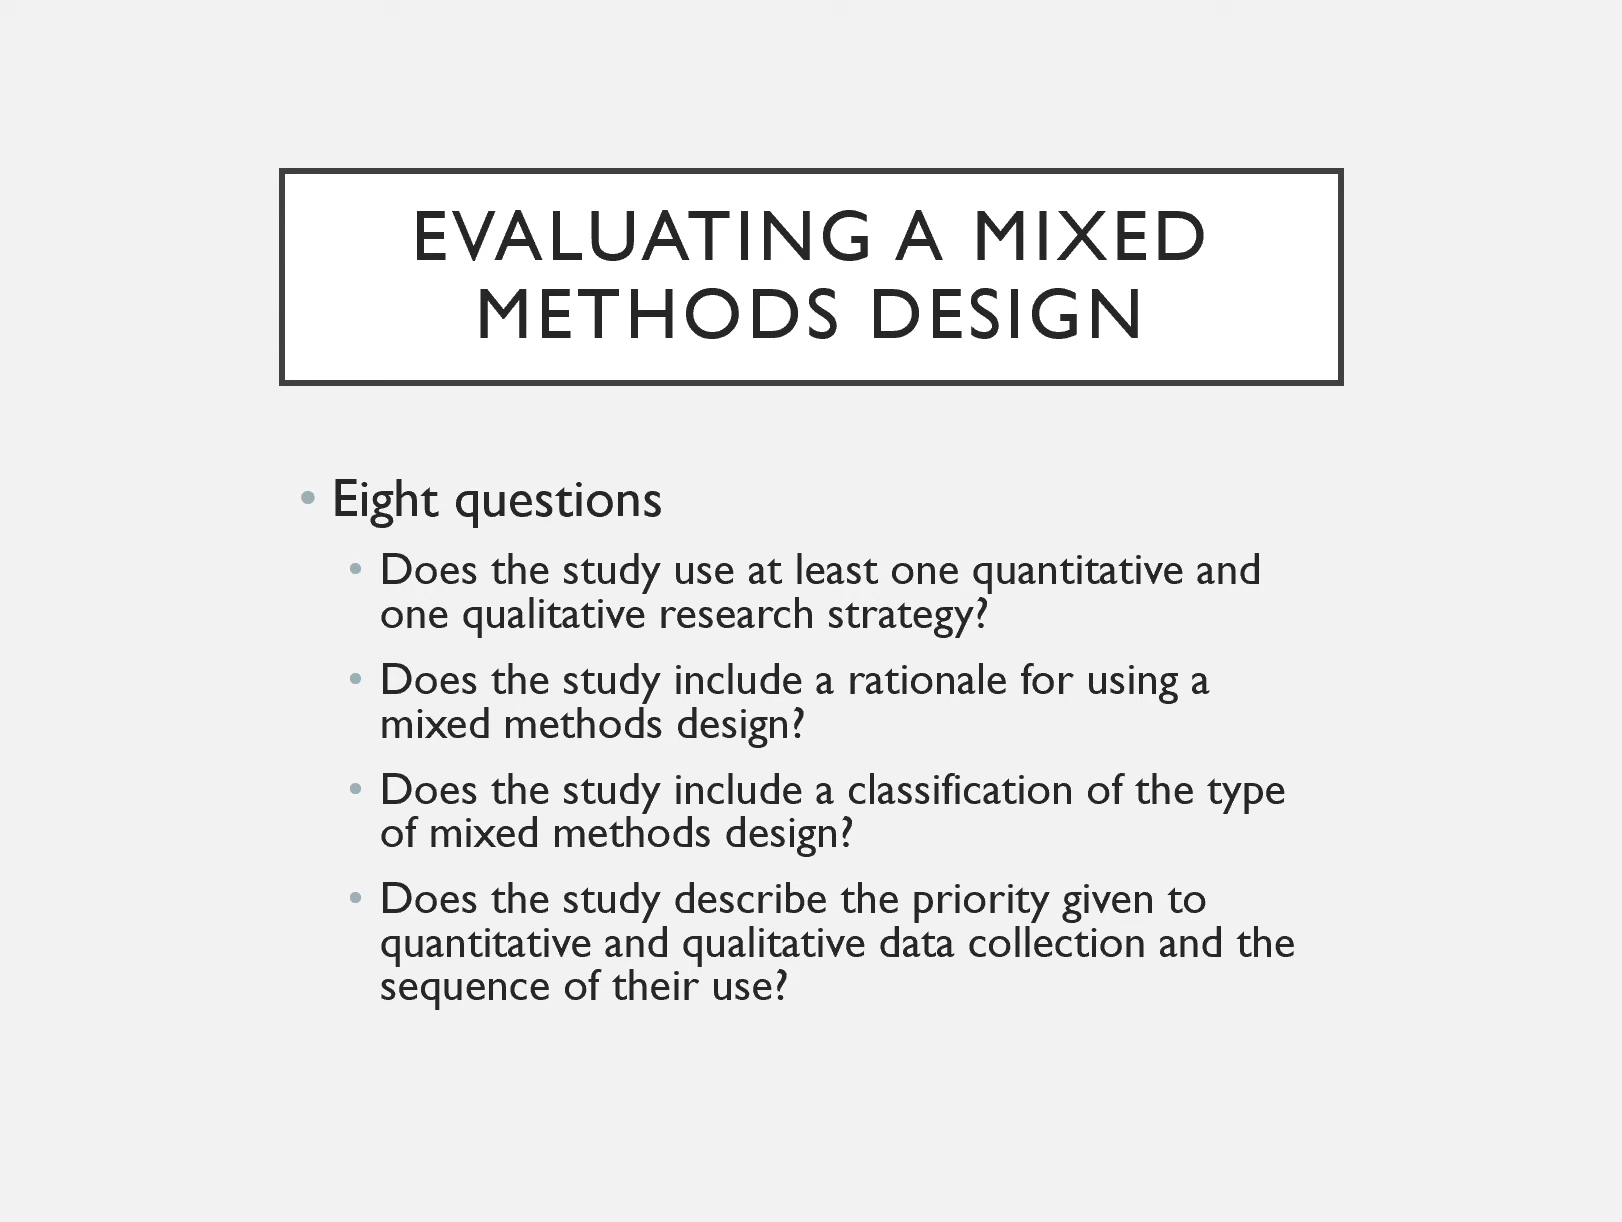 EVALUATING A MIXED
METHODS DESIGN
• Eight questions
• Does the study use at least one quantitative and
one qualitative research strategy?
• Does the study include a rationale for using a
mixed methods design?
• Does the study include a classification of the type
of mixed methods design?
• Does the study describe the priority given to
quantitative and qualitative data collection and the
sequence of their use?